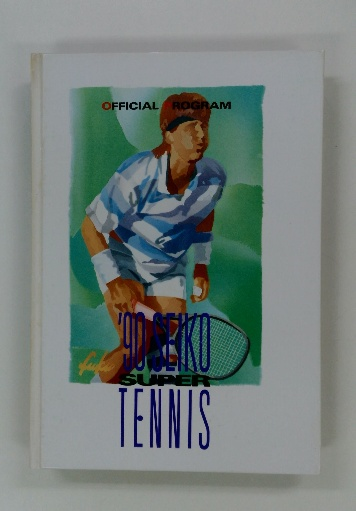 OFFICIAL PROGRAM
'90 SEIKO
SUPER
TENNIS